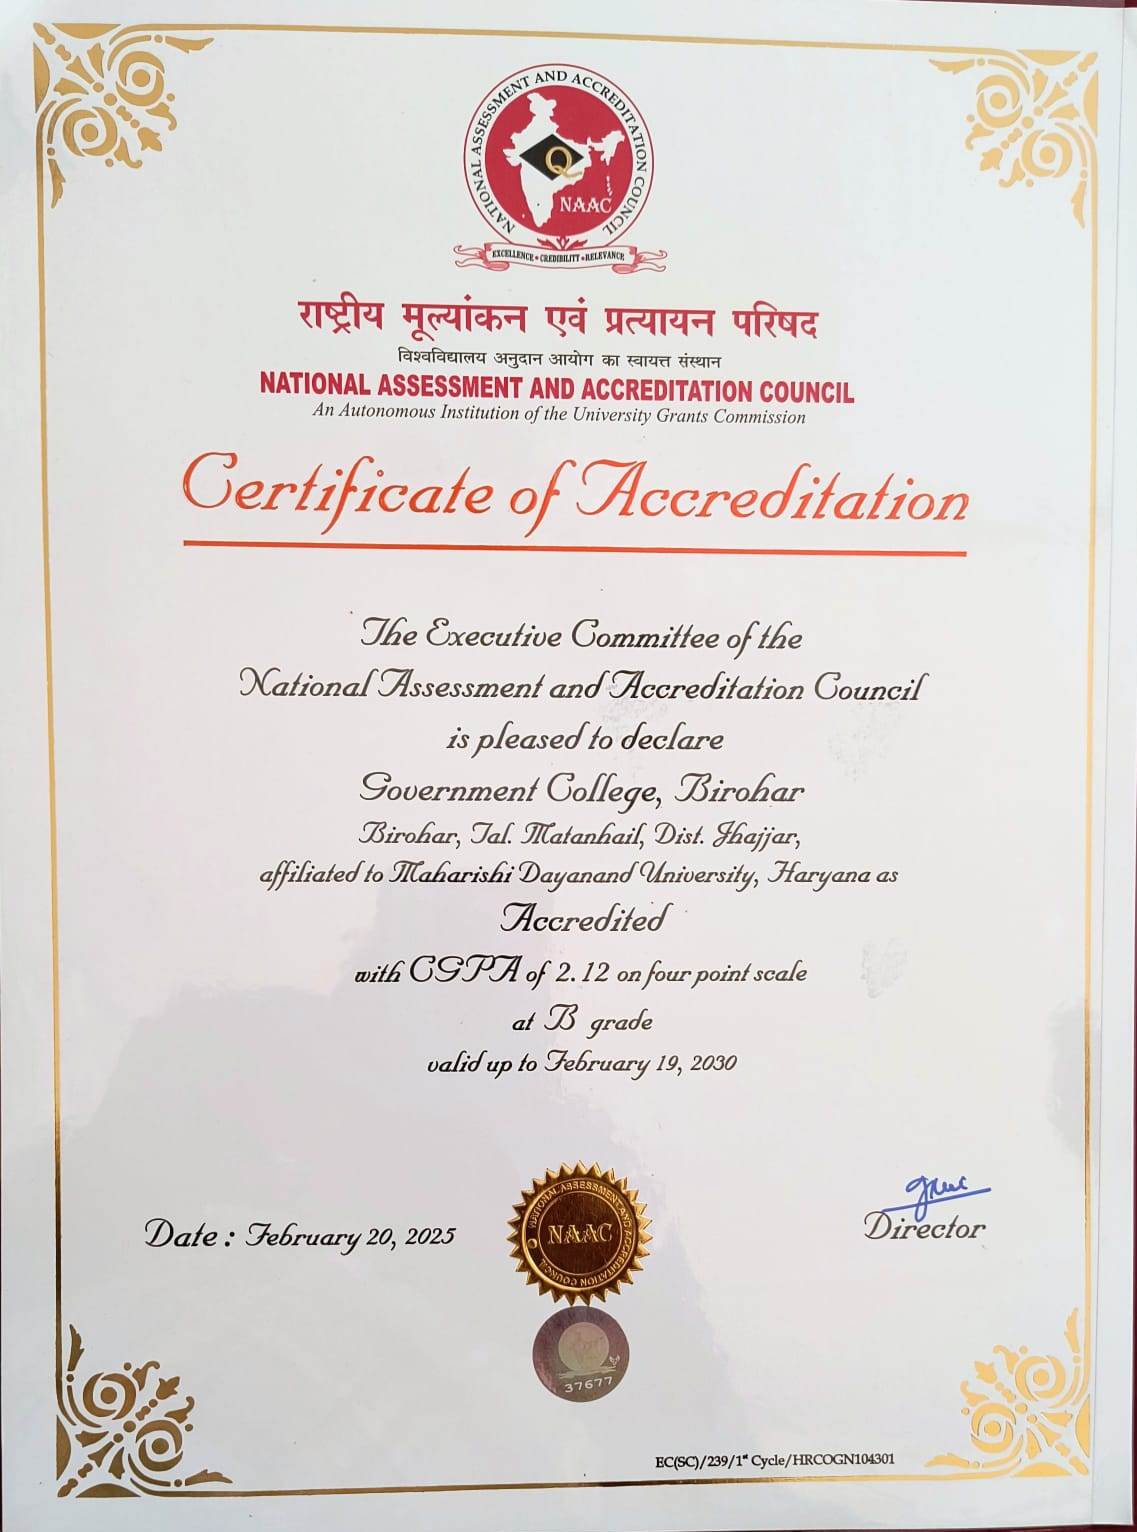 NATIONAL ASSESSMENT AND ACCREDITATION COUNCIL
Q
NAAC
EXCELLENCE • CREDIBILITY • RELEVANCE
राष्ट्रीय मूल्यांकन एवं प्रत्यायन परिषद
विश्वविद्यालय अनुदान आयोग का स्वायत्त संस्थान
NATIONAL ASSESSMENT AND ACCREDITATION COUNCIL
An Autonomous Institution of the University Grants Commission
Certificate of Accreditation
The Executive Committee of the
National Assessment and Accreditation Council
is pleased to declare
Government College, Birohar
Birohar, Tal. Matanhail, Dist. Jhajjar,
affiliated to Maharishi Dayanand University, Haryana as
Accredited
with CGPA of 2.12 on four point scale
at B grade
valid up to February 19, 2030
Date : February 20, 2025
NATIONAL ASSESSMENT AND ACCREDITATION COUNCIL
NAAC
Director
37677
EC(SC)/239/1st Cycle/HRCOGN104301